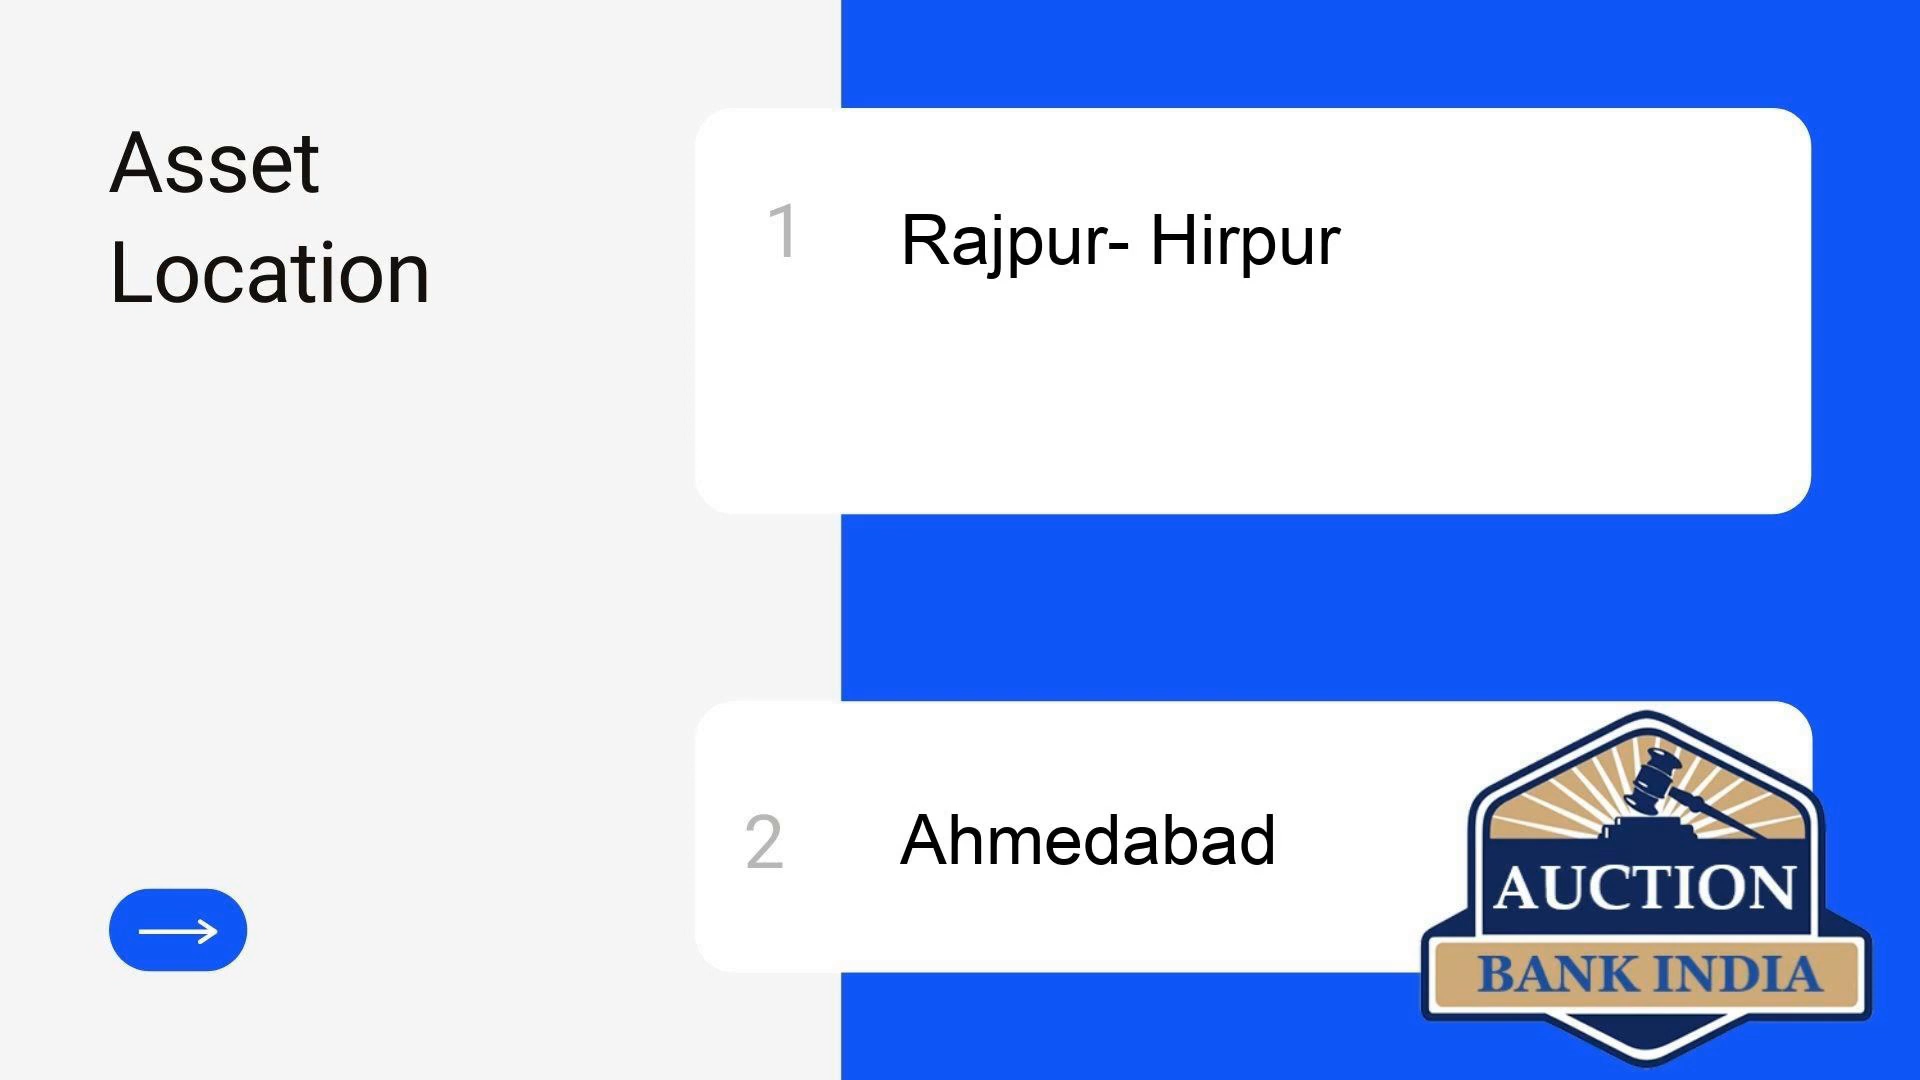 Asset
Location
1
Rajpur- Hirpur
2
Ahmedabad
AUCTION
BANK INDIA